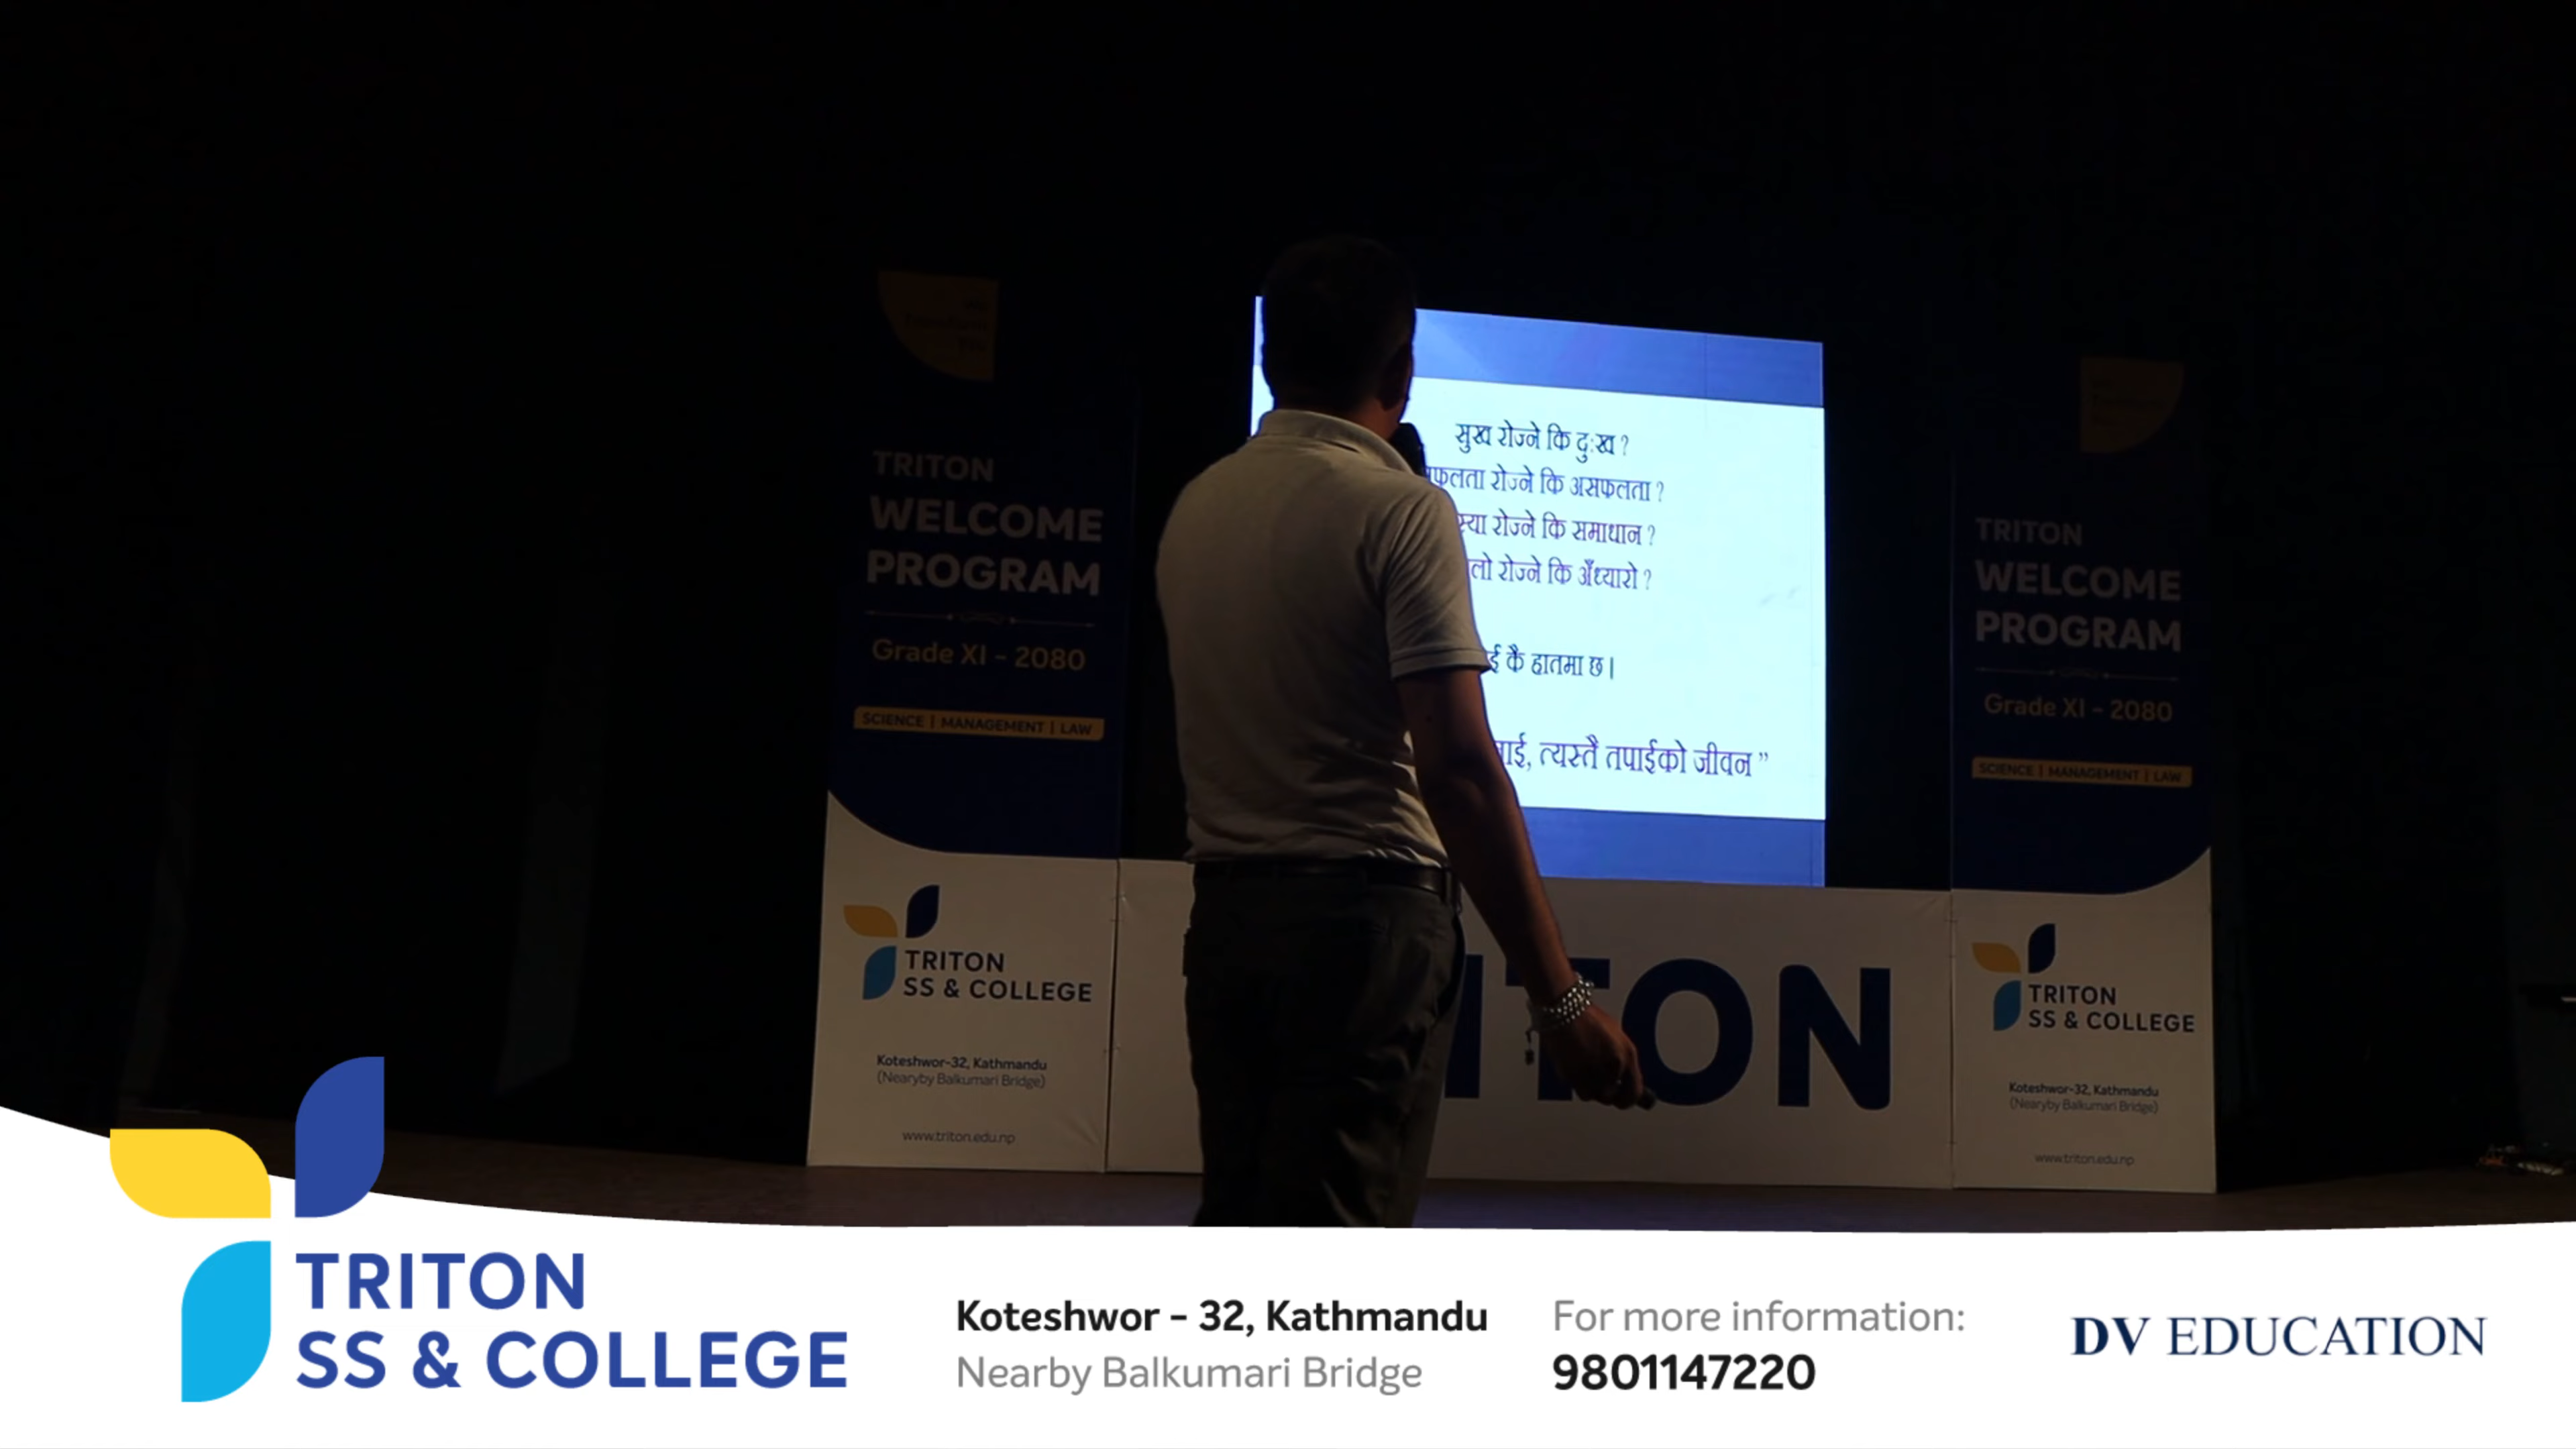 TRITON
WELCOME
PROGRAM
Grade XI - 2080
SCIENCE | MANAGEMENT | LAW
TRITON
SS & COLLEGE
Koteshwor-32, Kathmandu
(Nearyby Balkumari Bridge)
www.triton.edu.np
सुख रोज्ने कि दुःख ?
रोज्ने कि असफलता ?
रोज्ने कि समाधान ?
रोज्ने कि अँध्यारो ?
कै हातमा छ ।
त्यस्तै तपाईको जीवन ”
TRITON
WELCOME
PROGRAM
Grade XI - 2080
SCIENCE | MANAGEMENT | LAW
TRITON
SS & COLLEGE
Koteshwor-32, Kathmandu
(Nearyby Balkumari Bridge)
www.triton.edu.np
TRITON
SS & COLLEGE
Koteshwor - 32, Kathmandu
Nearby Balkumari Bridge
For more information:
9801147220
DV EDUCATION